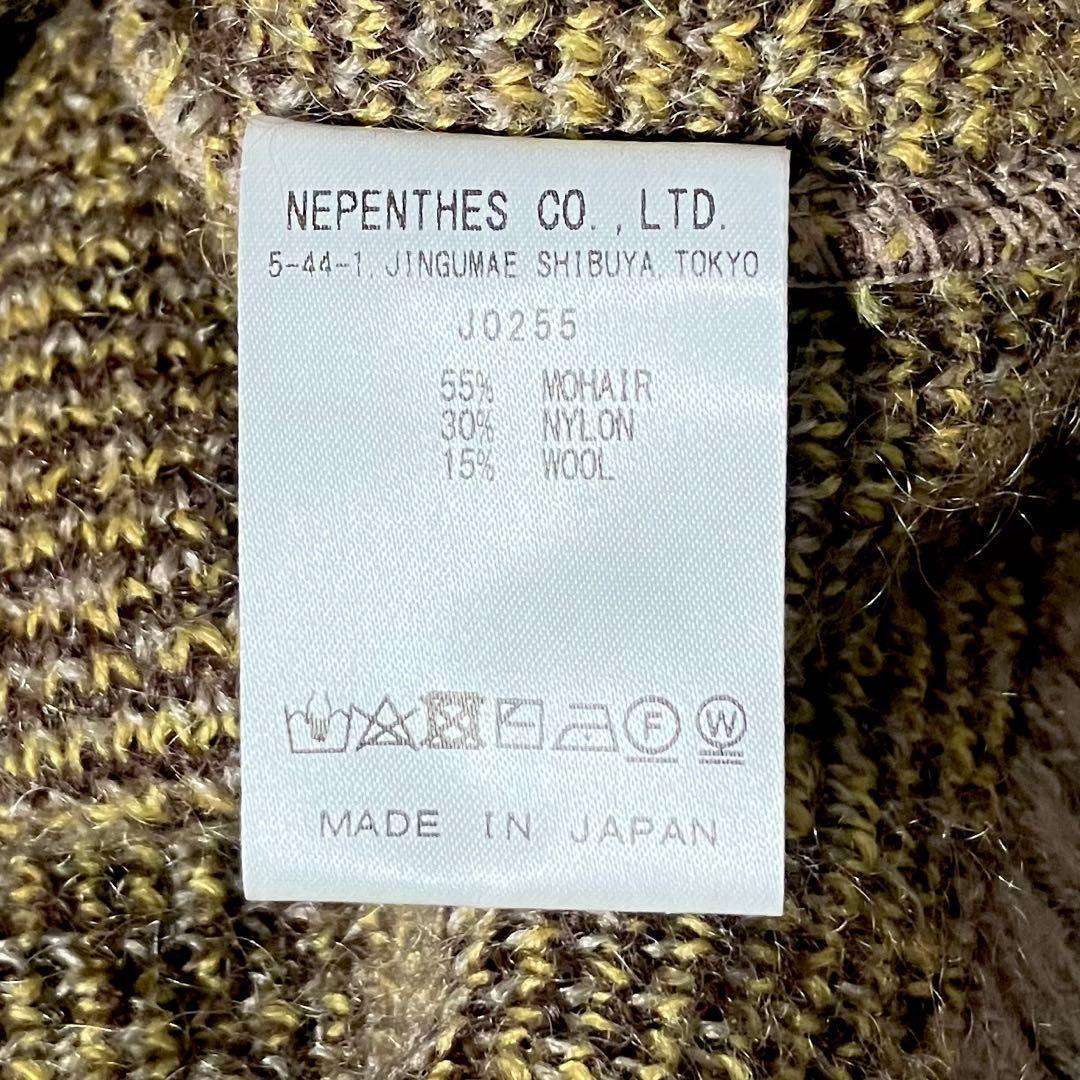 NEPENTHES CO.,LTD.
5-44-1, JINGUMAE SHIBUYA, TOKYO
J0255
55% MOHAIR
30% NYLON
15% WOOL
F W
MADE IN JAPAN